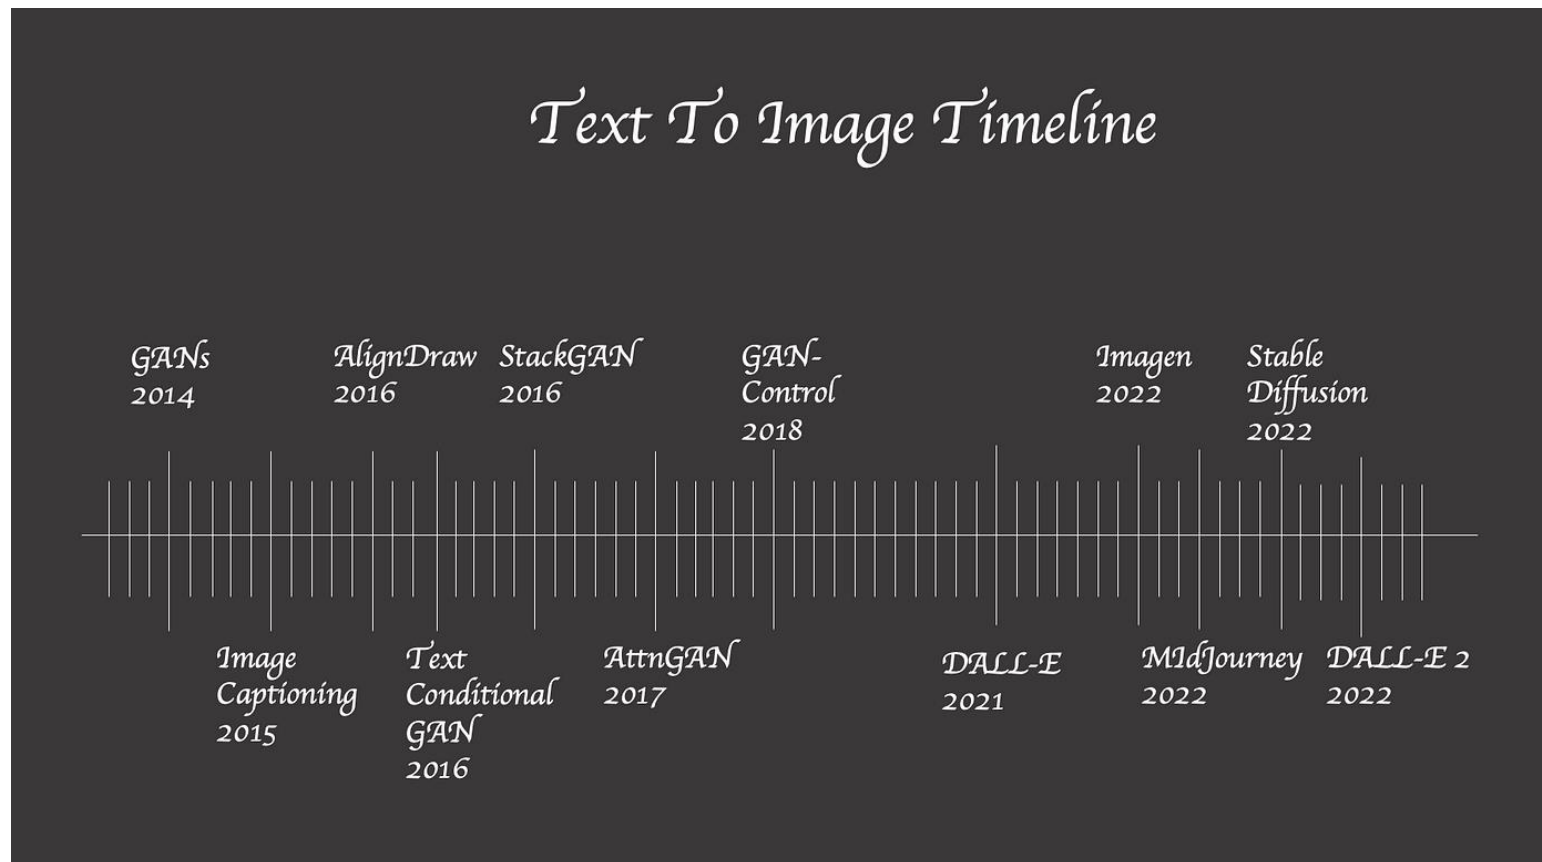 Text To Image Timeline
GANs
2014
AlignDraw
2016
StackGAN
2016
GAN-
Control
2018
Imagen
2022
Stable
Diffusion
2022
Image
Captioning
2015
Text
Conditional
GAN
2016
AttnGAN
2017
DALL-E
2021
MIdJourney
2022
DALL-E 2
2022